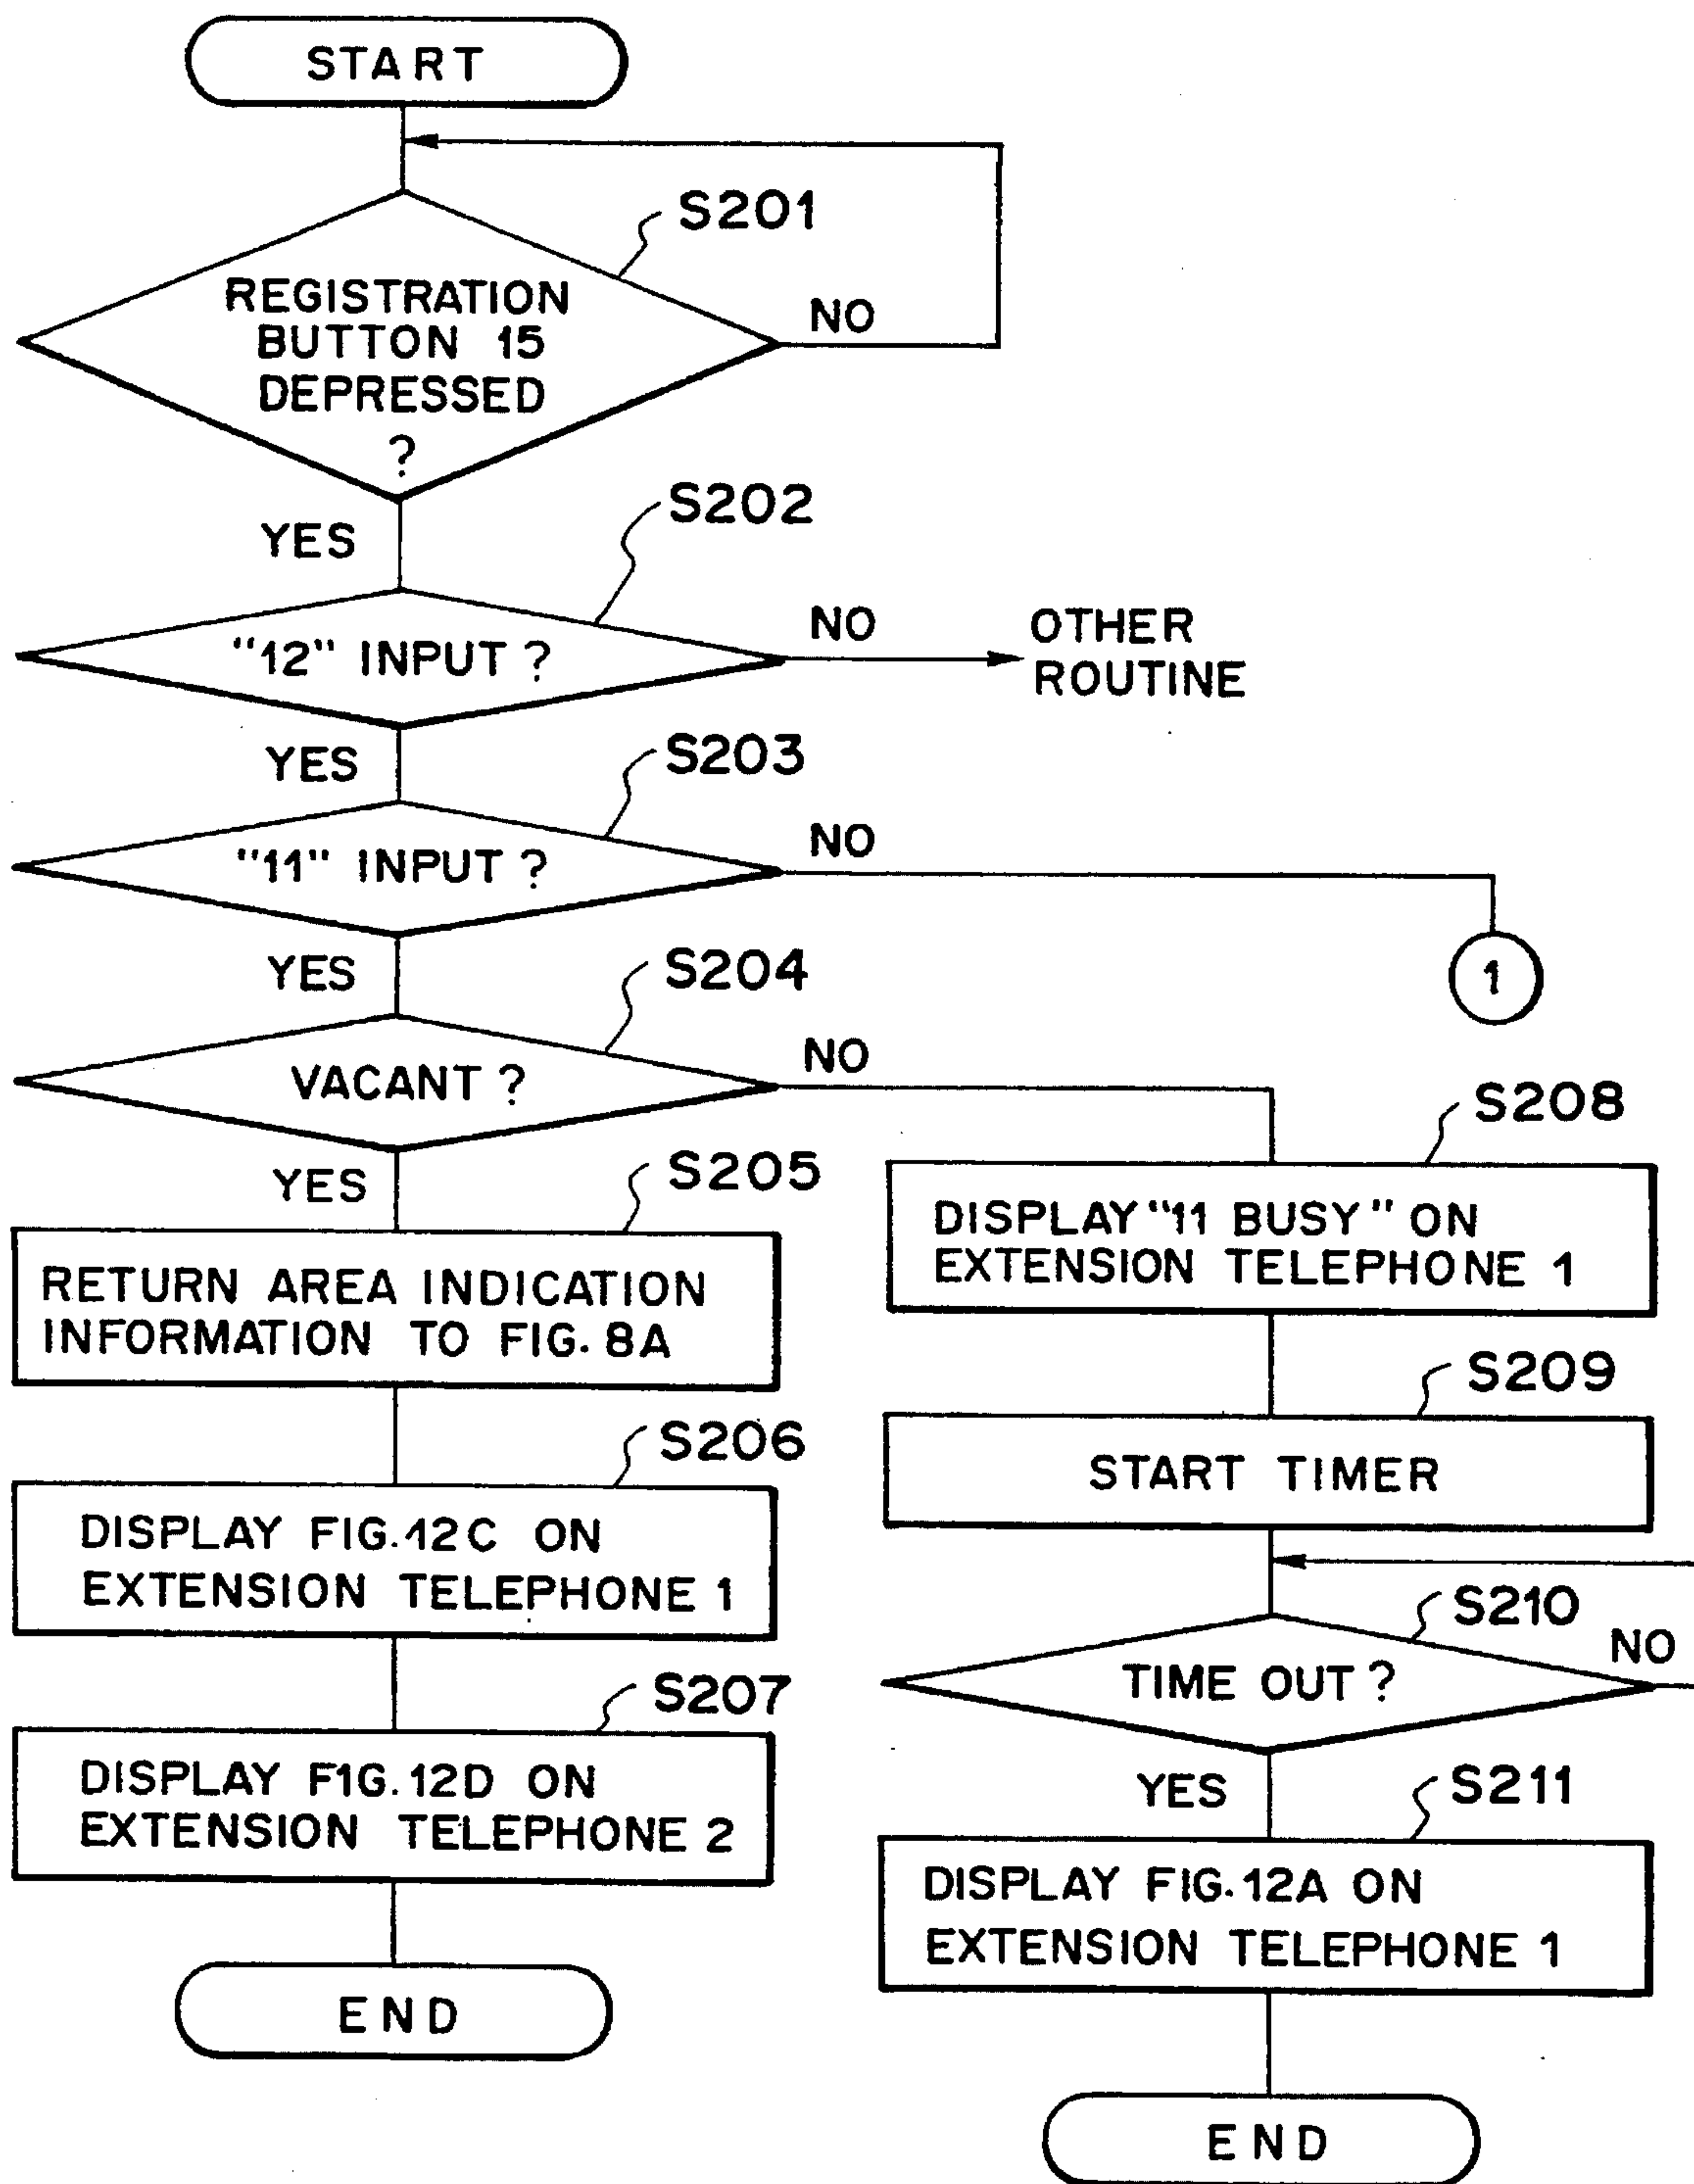 START
S201
REGISTRATION
BUTTON 15
DEPRESSED
?
NO
YES
S202
"12" INPUT ?
NO
OTHER
ROUTINE
YES
S203
"11" INPUT ?
NO
1
YES
S204
VACANT ?
NO
YES
S205
RETURN AREA INDICATION
INFORMATION TO FIG. 8A
S206
DISPLAY FIG. 12C ON
EXTENSION TELEPHONE 1
S207
DISPLAY F1G. 12D ON
EXTENSION TELEPHONE 2
END
S208
DISPLAY "11 BUSY" ON
EXTENSION TELEPHONE 1
S209
START TIMER
S210
TIME OUT ?
NO
YES
S211
DISPLAY FIG. 12A ON
EXTENSION TELEPHONE 1
END